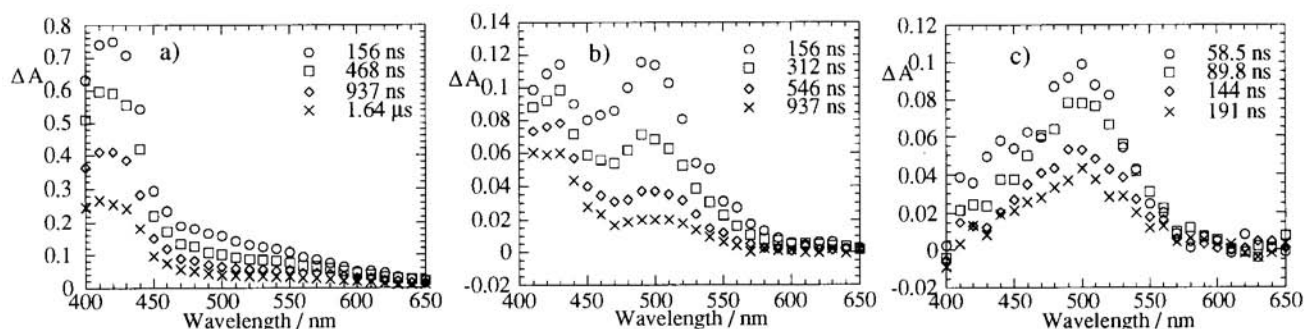 0.8
0.7
0.6
ΔA
0.5
0.4
0.3
0.2
0.1
0
a)
156 ns
468 ns
937 ns
1.64 µs
400 450 500 550 600 650
Wavelength / nm
0.14
0.12
0.10
ΔA
0.08
0.06
0.04
0.02
0
-0.02
b)
156 ns
312 ns
546 ns
937 ns
400 450 500 550 600 650
Wavelength / nm
0.12
0.1
ΔA
0.08
0.06
0.04
0.02
0
-0.02
c)
58.5 ns
89.8 ns
144 ns
191 ns
400 450 500 550 600 650
Wavelength / nm